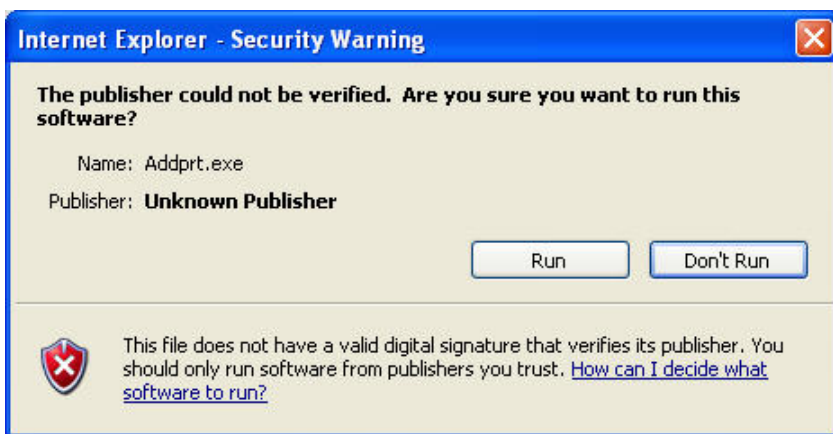 Internet Explorer - Security Warning
The publisher could not be verified.  Are you sure you want to run this
software?
Name: Addprt.exe
Publisher: Unknown Publisher
Run Don't Run
This file does not have a valid digital signature that verifies its publisher. You
should only run software from publishers you trust. How can I decide what
software to run?